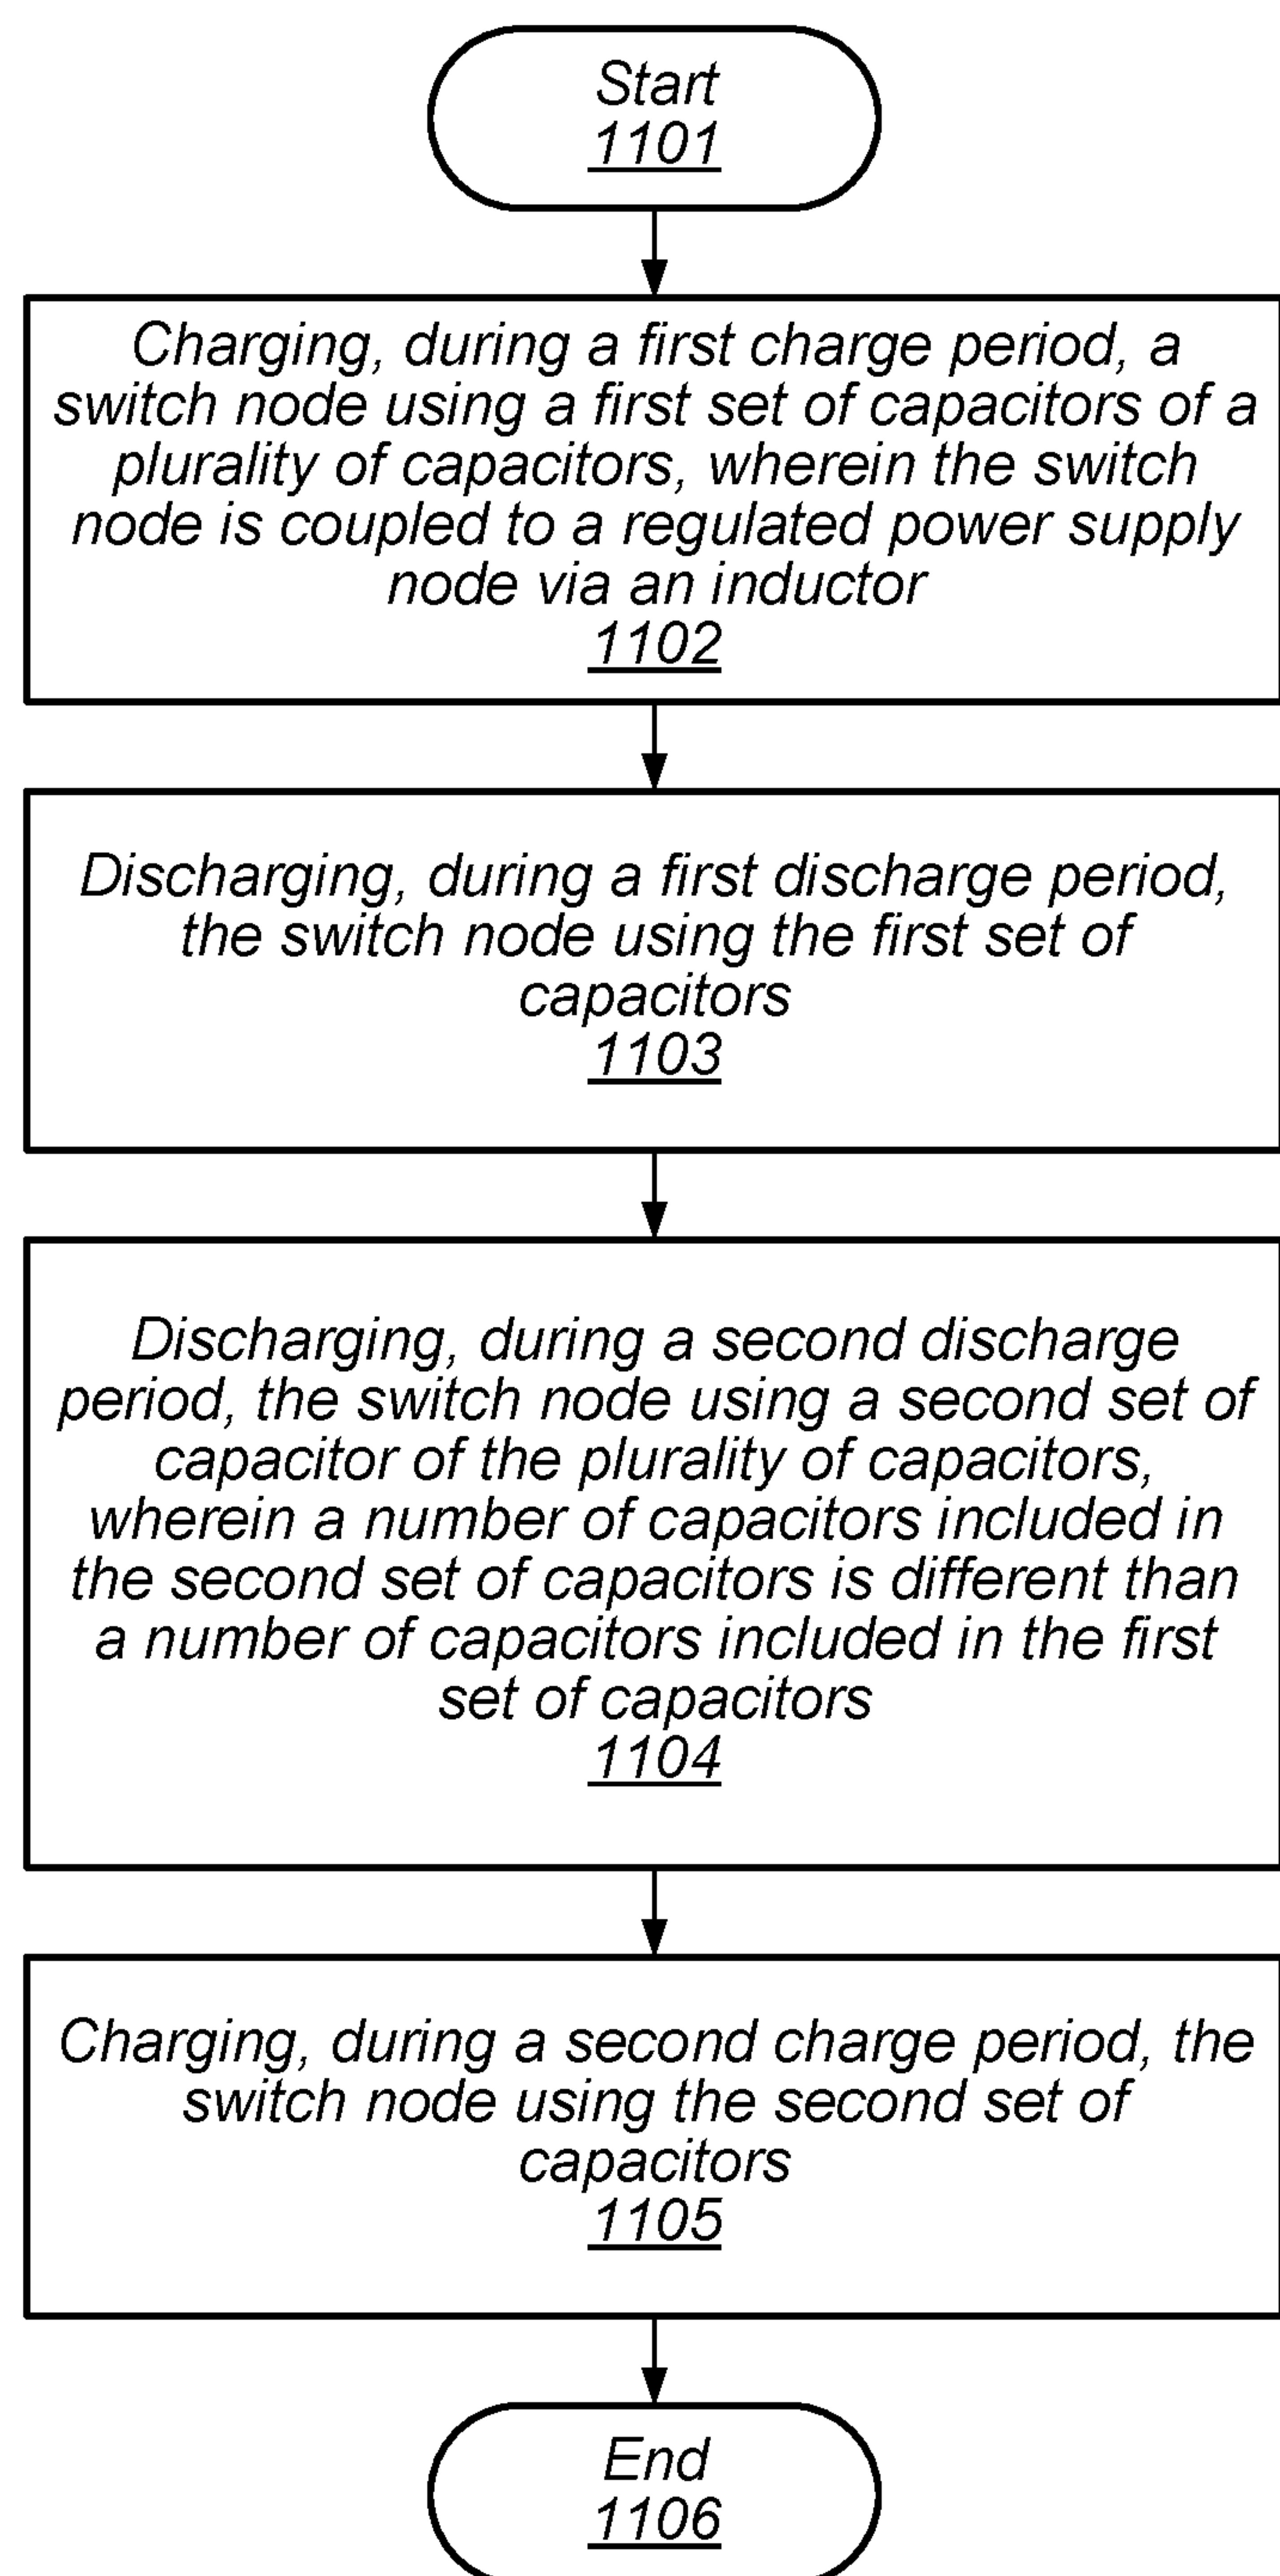 Start
1101
Charging, during a first charge period, a
switch node using a first set of capacitors of a
plurality of capacitors, wherein the switch
node is coupled to a regulated power supply
node via an inductor
1102
Discharging, during a first discharge period,
the switch node using the first set of
capacitors
1103
Discharging, during a second discharge
period, the switch node using a second set of
capacitor of the plurality of capacitors,
wherein a number of capacitors included in
the second set of capacitors is different than
a number of capacitors included in the first
set of capacitors
1104
Charging, during a second charge period, the
switch node using the second set of
capacitors
1105
End
1106